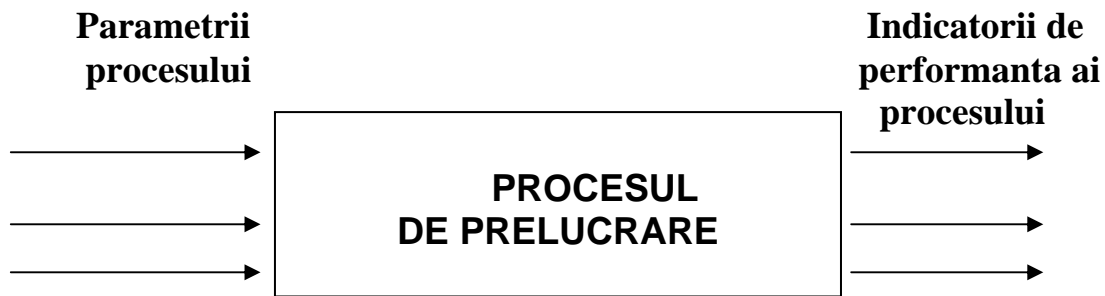 Parametrii
procesului
Indicatorii de
performanta ai
procesului
PROCESUL
DE PRELUCRARE